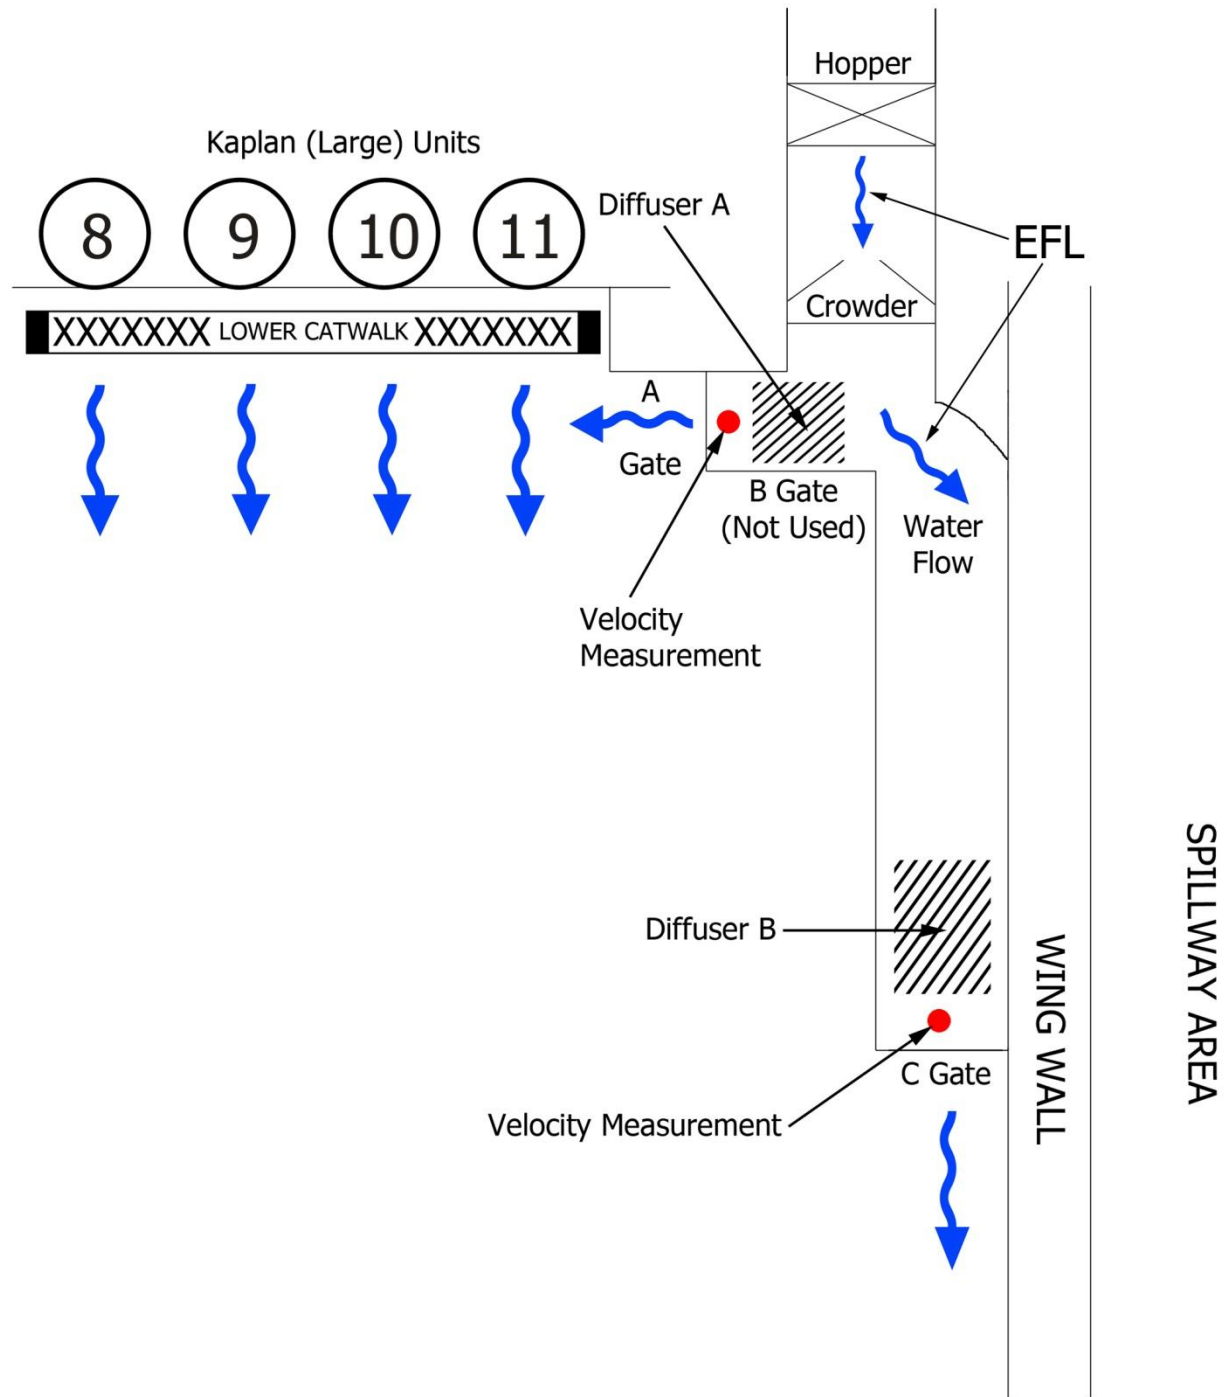 Hopper
Kaplan (Large) Units
Diffuser A
8
9
10
11
EFL
Crowder
XXXXXXX LOWER CATWALK XXXXXXX
A
Gate
B Gate
(Not Used)
Water
Flow
Velocity
Measurement
SPILLWAY AREA
Diffuser B
WING WALL
C Gate
Velocity Measurement